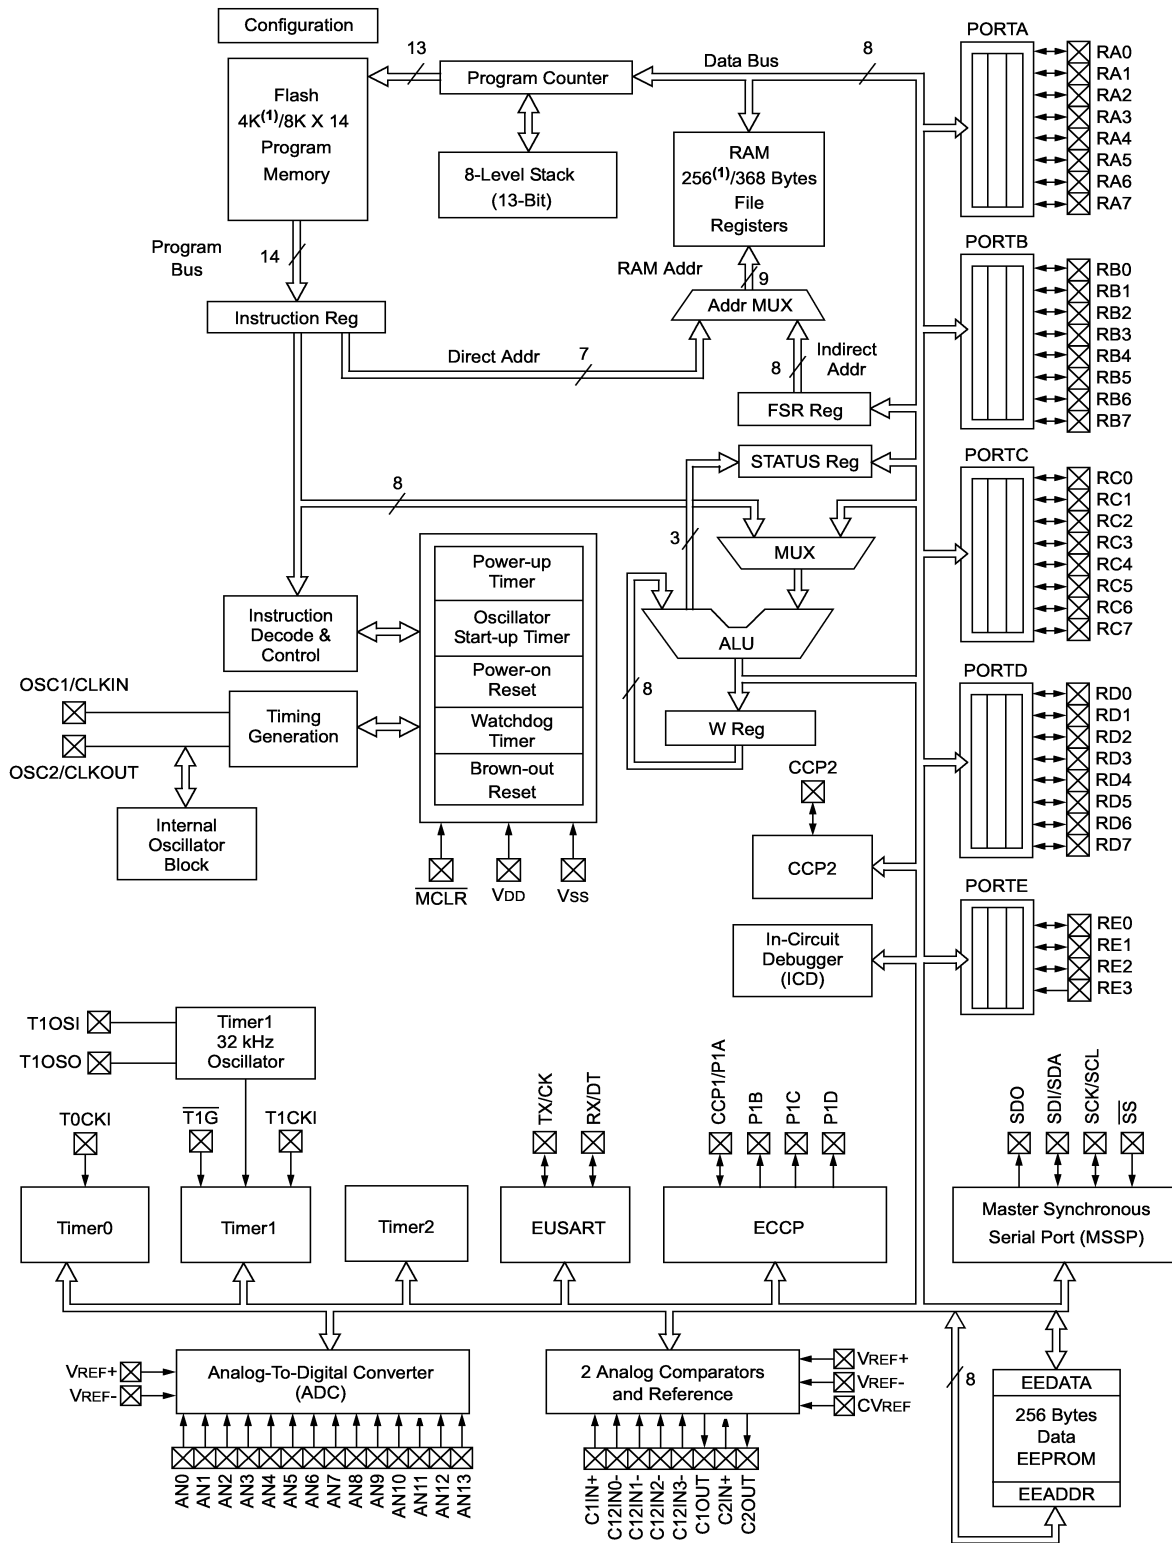 Configuration
13
Data Bus
8
PORTA
Flash
4K(1)/8K X 14
Program
Memory
Program Counter
8-Level Stack
(13-Bit)
RAM
256(1)/368 Bytes
File
Registers
RA0
RA1
RA2
RA3
RA4
RA5
RA6
RA7
Program
Bus
14
RAM Addr
9
PORTB
Instruction Reg
Addr MUX
Direct Addr
7
8
Indirect
Addr
FSR Reg
RB0
RB1
RB2
RB3
RB4
RB5
RB6
RB7
STATUS Reg
PORTC
8
3
MUX
RC0
RC1
RC2
RC3
RC4
RC5
RC6
RC7
Power-up
Timer
Oscillator
Start-up Timer
Power-on
Reset
Watchdog
Timer
Brown-out
Reset
Instruction
Decode &
Control
ALU
8
W Reg
OSC1/CLKIN
OSC2/CLKOUT
Timing
Generation
Internal
Oscillator
Block
MCLR
VDD
VSS
PORTD
RD0
RD1
RD2
RD3
RD4
RD5
RD6
RD7
CCP2
CCP2
PORTE
In-Circuit
Debugger
(ICD)
RE0
RE1
RE2
RE3
T1OSI
T1OSO
Timer1
32 kHz
Oscillator
T0CKI
T1G
T1CKI
TX/CK
RX/DT
CCP1/P1A
P1B
P1C
P1D
SDO
SDI/SDA
SCK/SCL
SS
Timer0
Timer1
Timer2
EUSART
ECCP
Master Synchronous
Serial Port (MSSP)
VREF+
VREF-
Analog-To-Digital Converter
(ADC)
2 Analog Comparators
and Reference
VREF+
VREF-
CVREF
8
EEDATA
256 Bytes
Data
EEPROM
EEADDR
AN0
AN1
AN2
AN3
AN4
AN5
AN6
AN7
AN8
AN9
AN10
AN11
AN12
AN13
C1IN+
C12IN0-
C12IN1-
C12IN2-
C12IN3-
C1OUT
C2IN+
C2OUT